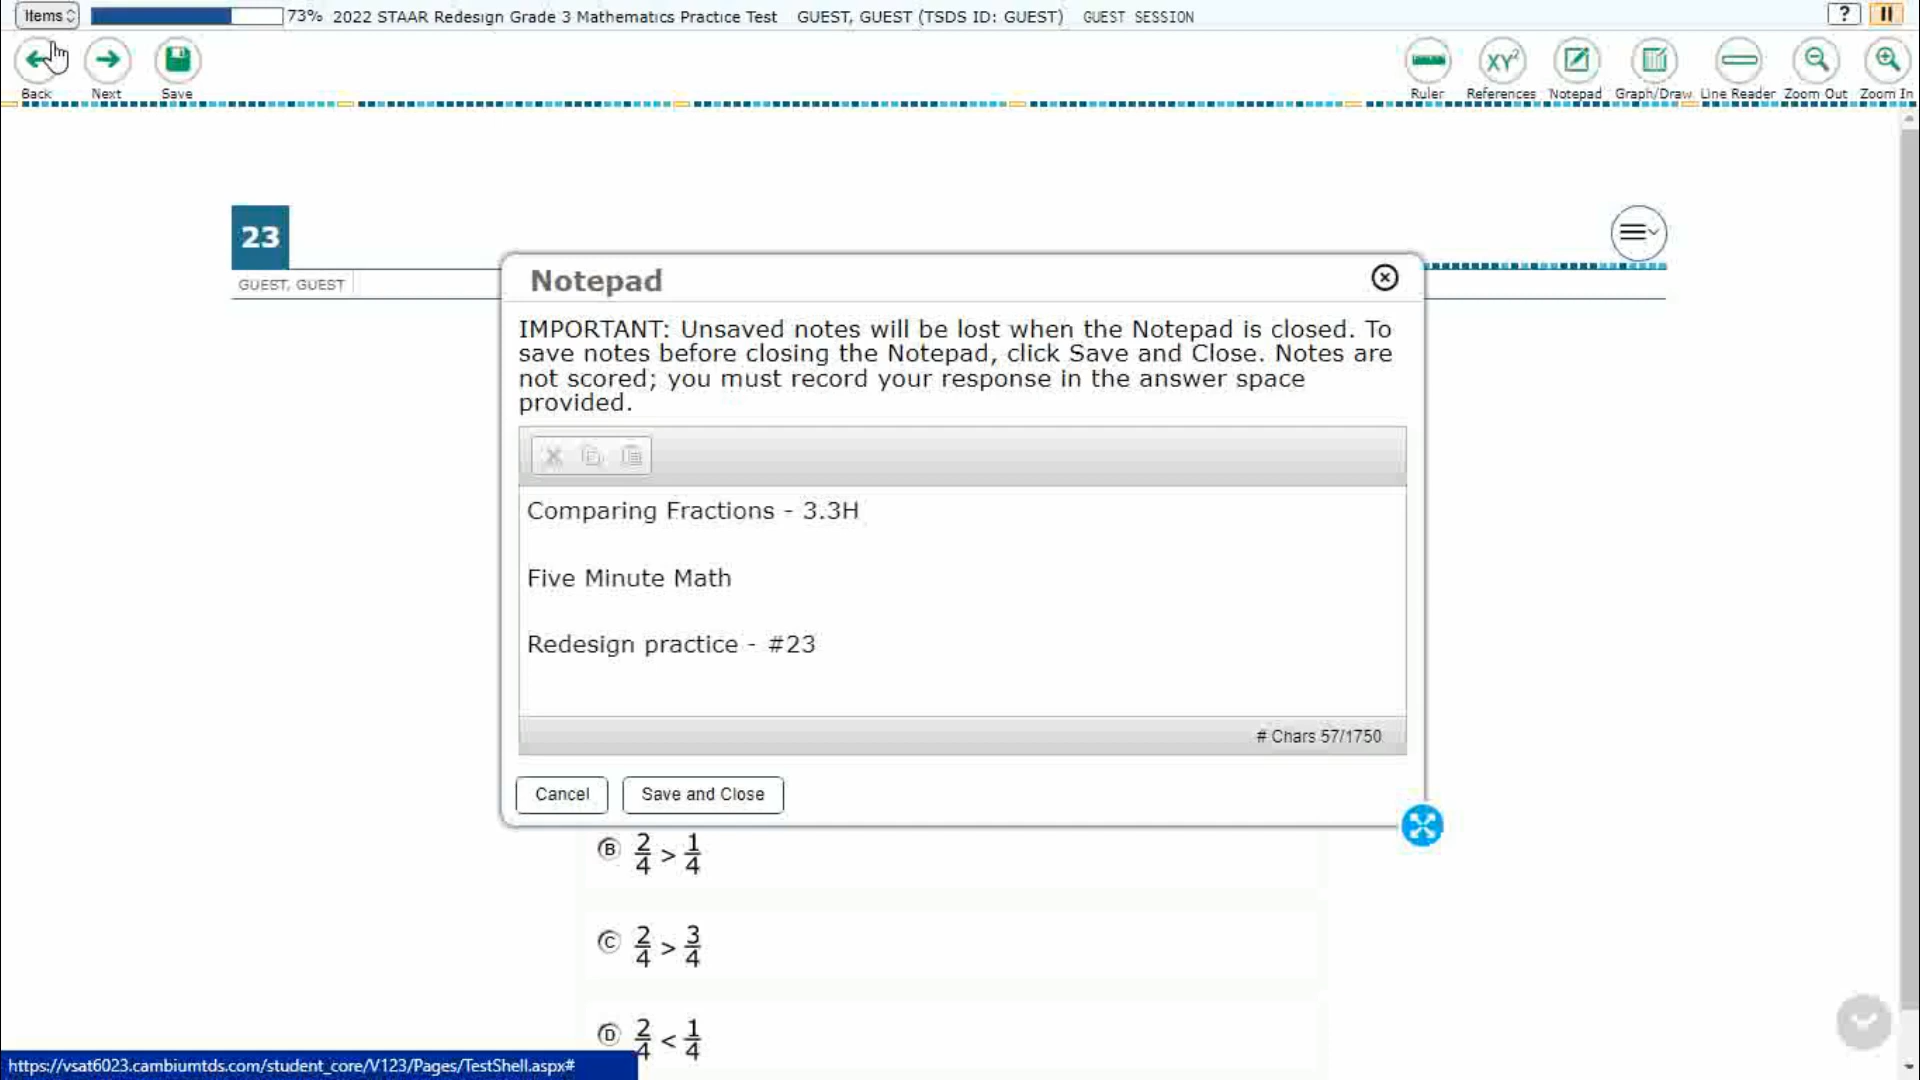 Items 73% 2022 STAAR Redesign Grade 3 Mathematics Practice Test GUEST, GUEST (TSDS ID: GUEST) GUEST SESSION ?
Back Next Save Ruler XY² References Notepad Graph/Draw Line Reader Zoom Out Zoom In
23
GUEST, GUEST
Notepad
IMPORTANT: Unsaved notes will be lost when the Notepad is closed. To
save notes before closing the Notepad, click Save and Close. Notes are
not scored; you must record your response in the answer space
provided.
Comparing Fractions - 3.3H
Five Minute Math
Redesign practice - #23
# Chars 57/1750
Cancel Save and Close
B 2/4 > 1/4
C 2/4 > 3/4
D 2/4 < 1/4
https://vsat6023.cambiumtds.com/student_core/V123/Pages/TestShell.aspx#